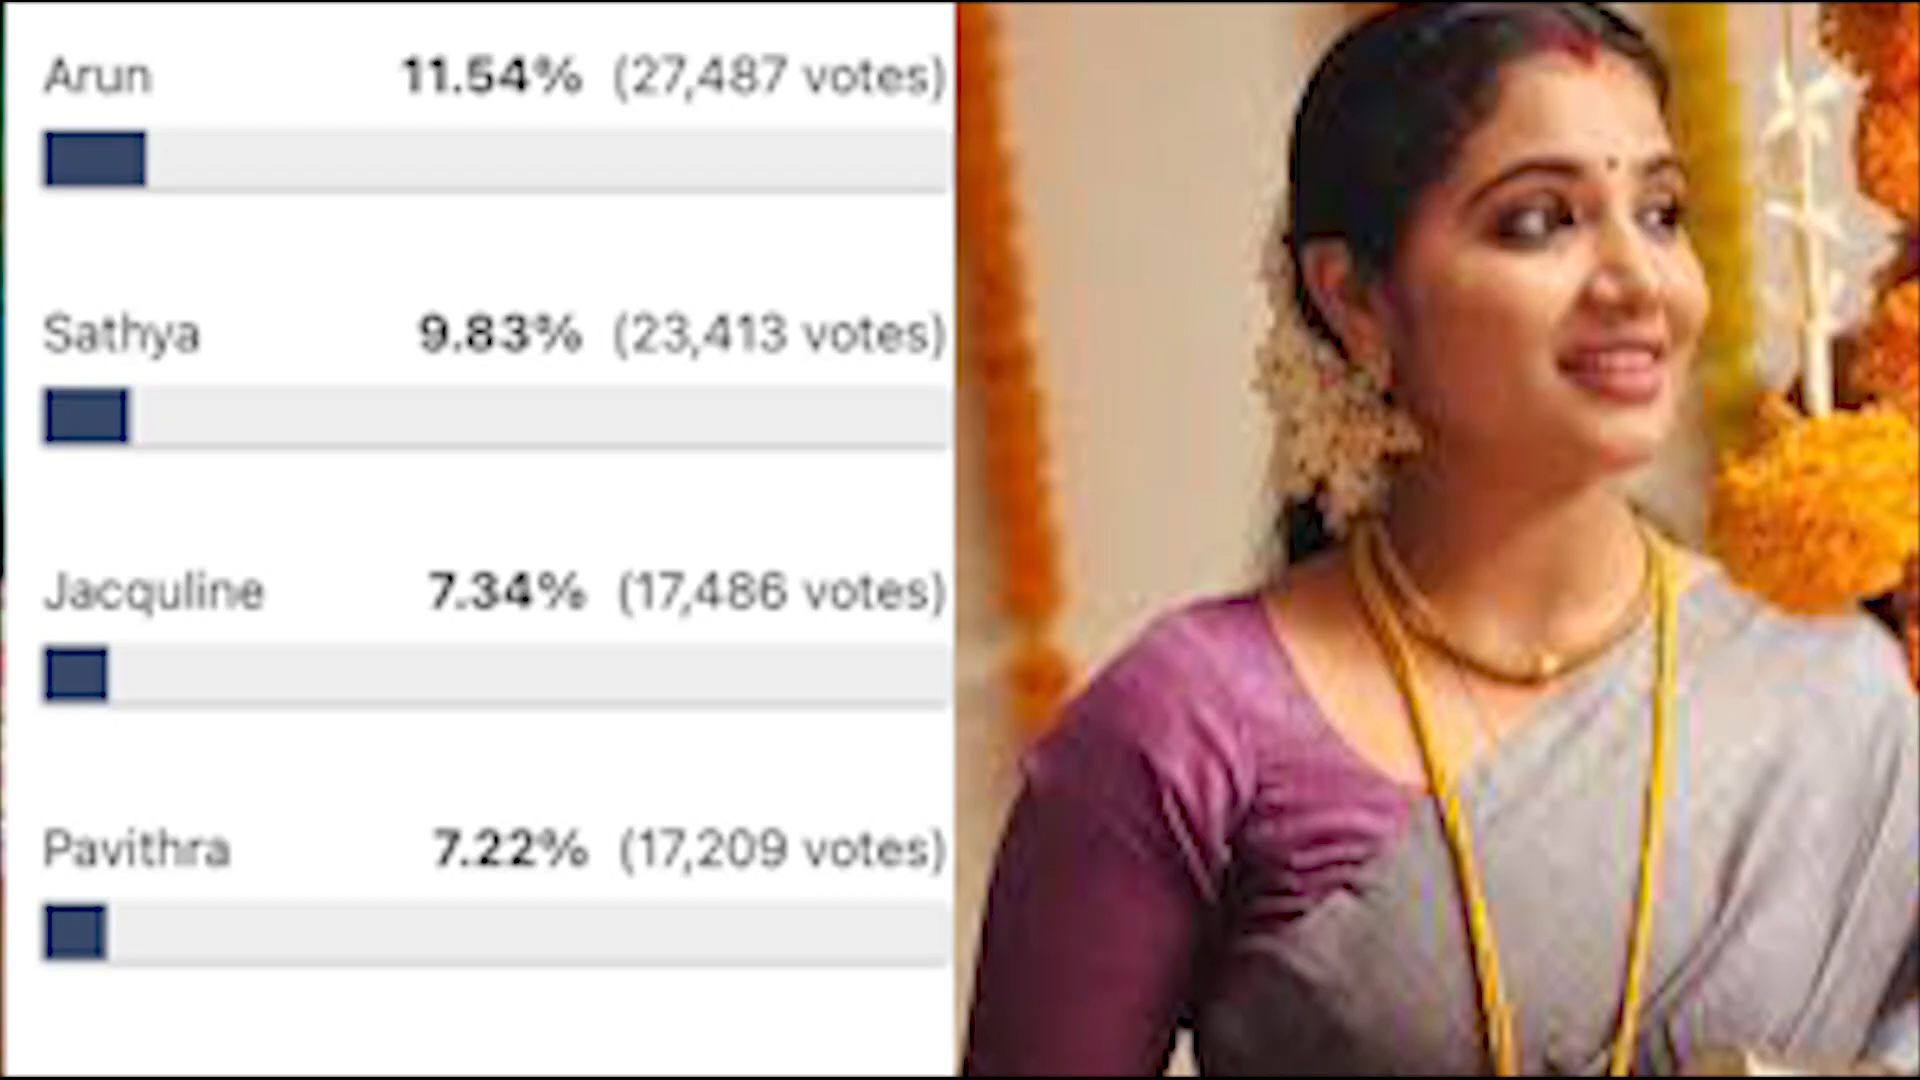 Arun 11.54% (27,487 votes)
Sathya 9.83% (23,413 votes)
Jacquline 7.34% (17,486 votes)
Pavithra 7.22% (17,209 votes)